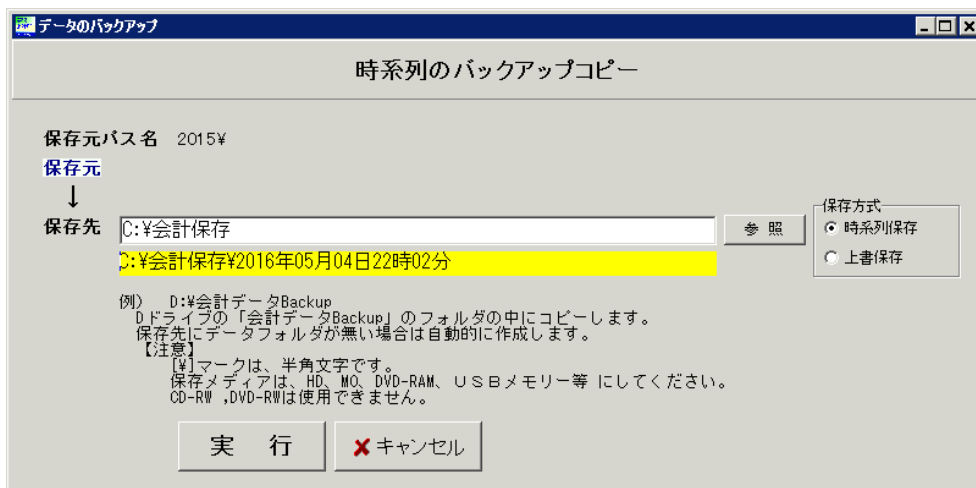 データのバックアップ
時系列のバックアップコピー
保存元パス名 2015¥
保存元
↓
保存先 C:¥会計保存 参 照
C:¥会計保存¥2016年05月04日22時02分
保存方式
時系列保存
上書保存
例) D:¥会計データBackup
Dドライブの「会計データBackup」のフォルダの中にコピーします。
保存先にデータフォルダが無い場合は自動的に作成します。
【注意】
[¥]マークは、半角文字です。
保存メディアは、HD、MO、DVD-RAM、USBメモリー等 にしてください。
CD-RW ,DVD-RWは使用できません。
実 行 キャンセル